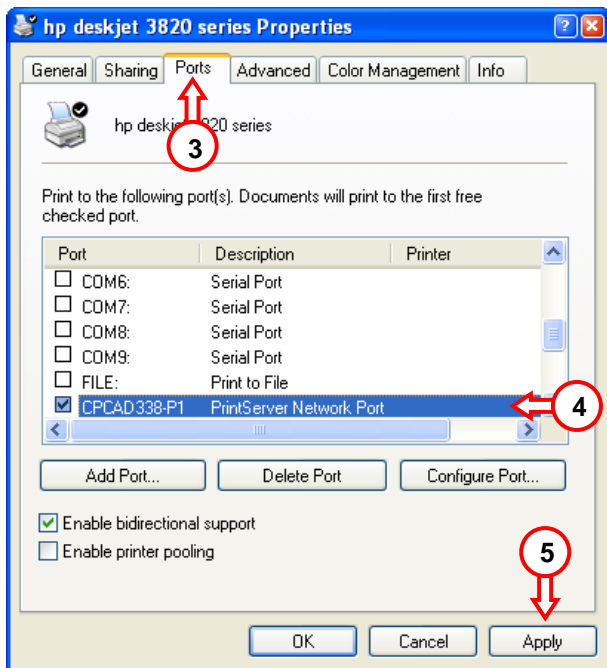 hp deskjet 3820 series Properties
General Sharing Ports Advanced Color Management Info
hp deskjet 3820 series
3
Print to the following port(s). Documents will print to the first free
checked port.
Port Description Printer
COM6: Serial Port
COM7: Serial Port
COM8: Serial Port
COM9: Serial Port
FILE: Print to File
CPCAD338-P1 PrintServer Network Port 4
Add Port... Delete Port Configure Port...
Enable bidirectional support
Enable printer pooling
5
OK Cancel Apply